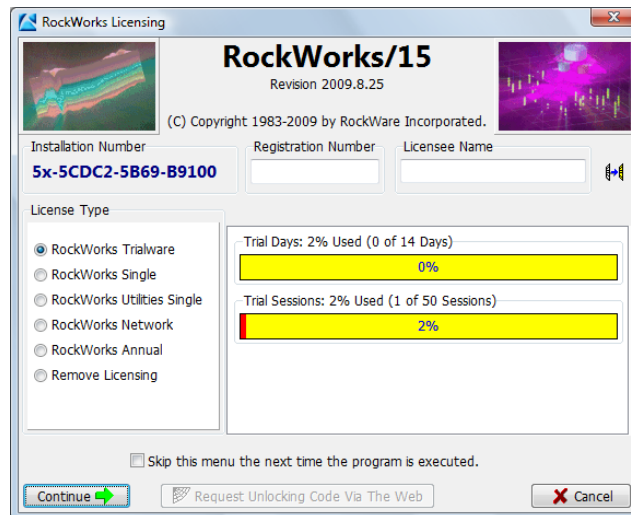 RockWorks Licensing
RockWorks/15
Revision 2009.8.25
(C) Copyright 1983-2009 by RockWare Incorporated.
Installation Number
Registration Number
Licensee Name
5x-5CDC2-5B69-B9100
License Type
RockWorks Trialware
RockWorks Single
RockWorks Utilities Single
RockWorks Network
RockWorks Annual
Remove Licensing
Trial Days: 2% Used (0 of 14 Days)
0%
Trial Sessions: 2% Used (1 of 50 Sessions)
2%
Skip this menu the next time the program is executed.
Continue
Request Unlocking Code Via The Web
Cancel